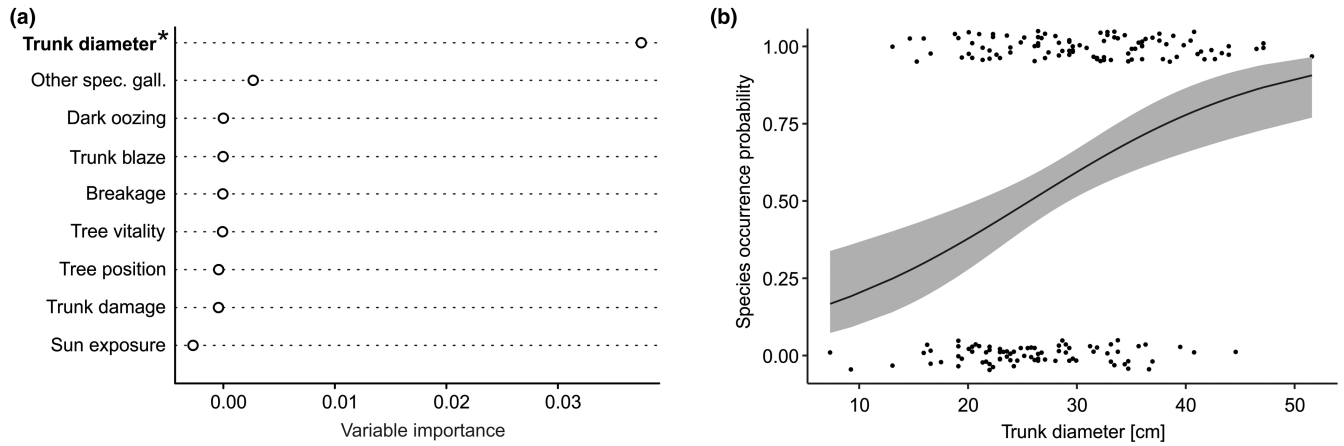 (a)
Trunk diameter*
Other spec. gall.
Dark oozing
Trunk blaze
Breakage
Tree vitality
Tree position
Trunk damage
Sun exposure
0.00 0.01 0.02 0.03
Variable importance
(b)
Species occurrence probability
1.00
0.75
0.50
0.25
0.00
10 20 30 40 50
Trunk diameter [cm]